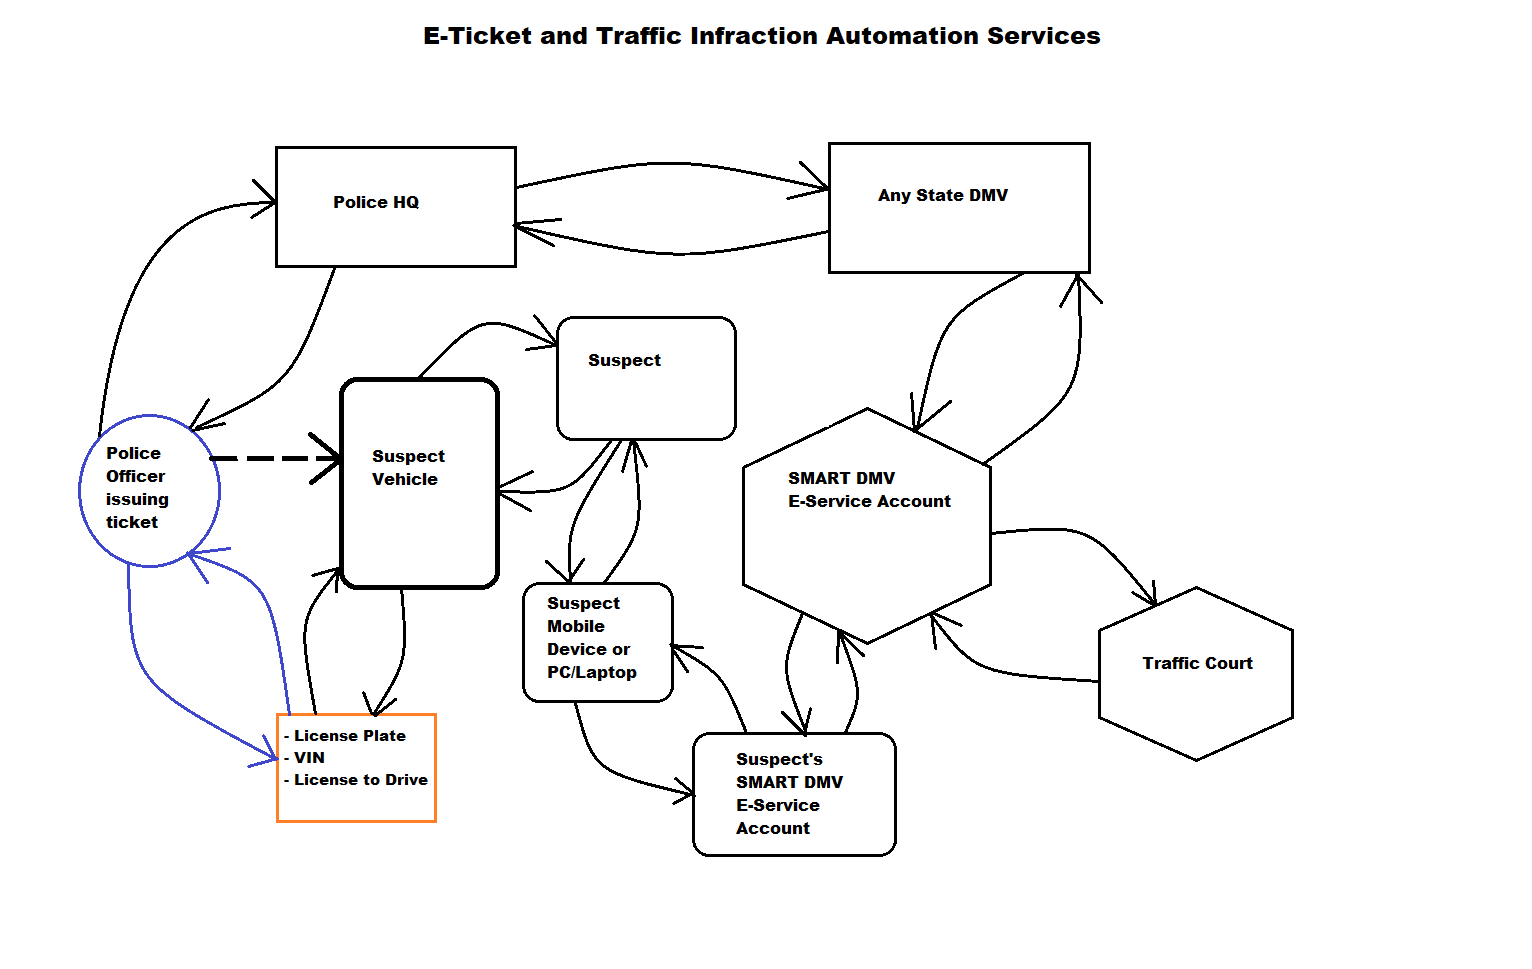 E-Ticket and Traffic Infraction Automation Services
Police HQ
Any State DMV
Suspect
Police
Officer
issuing
ticket
Suspect
Vehicle
SMART DMV
E-Service Account
Suspect
Mobile
Device or
PC/Laptop
Traffic Court
- License Plate
- VIN
- License to Drive
Suspect's
SMART DMV
E-Service
Account